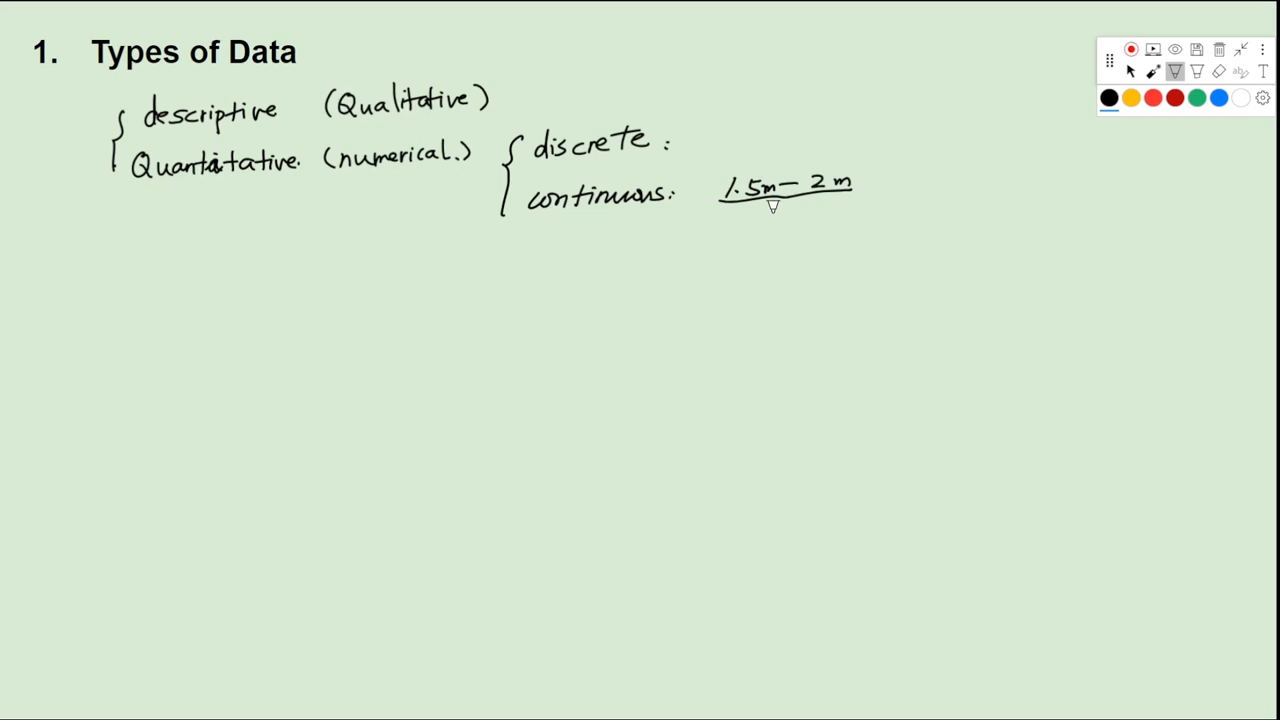 1. Types of Data
descriptive (Qualitative)
Quantitative. (numerical.)
discrete :
continuous: 1.5m - 2m